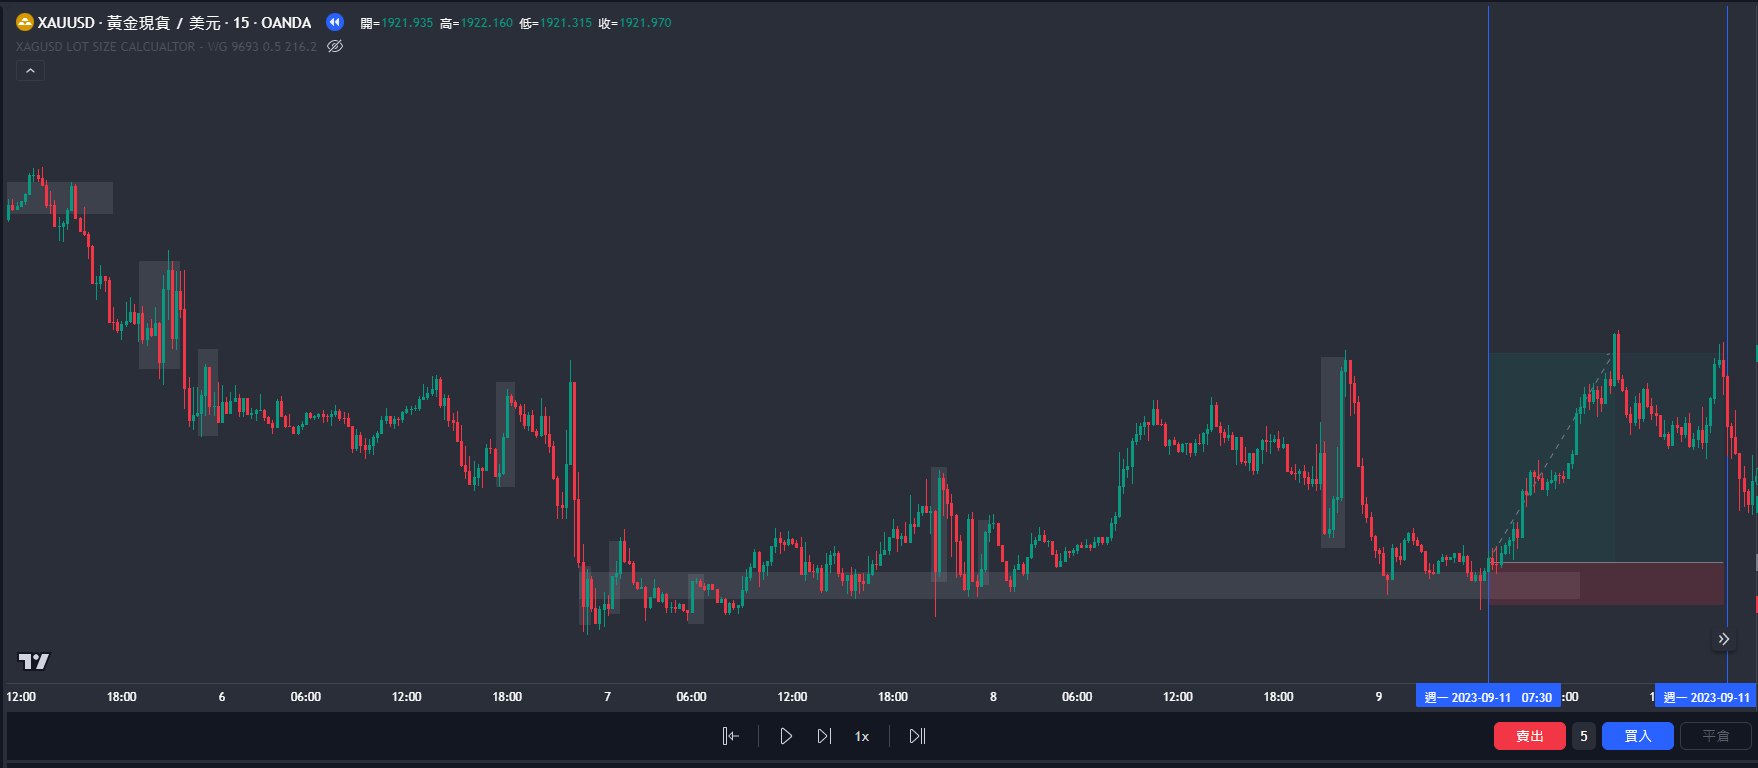 XAUUSD · 黃金現貨 / 美元 · 15 · OANDA 開=1921.935 高=1922.160 低=1921.315 收=1921.970
XAGUSD LOT SIZE CALCUALTOR - WG 9693 0.5 216.2
12:00 18:00 6 06:00 12:00 18:00 7 06:00 12:00 18:00 8 06:00 12:00 18:00 9 週一 2023-09-11 07:30 :00 1 週一 2023-09-11
1x 賣出 5 買入 平倉